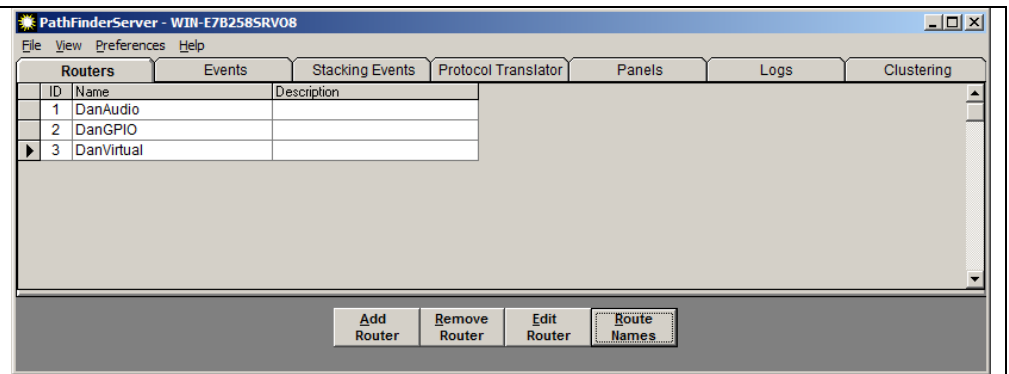 PathFinderServer - WIN-E7B258SRVO8
File View Preferences Help
Routers Events Stacking Events Protocol Translator Panels Logs Clustering
ID Name Description
1 DanAudio
2 DanGPIO
3 DanVirtual
Add Router Remove Router Edit Router Route Names